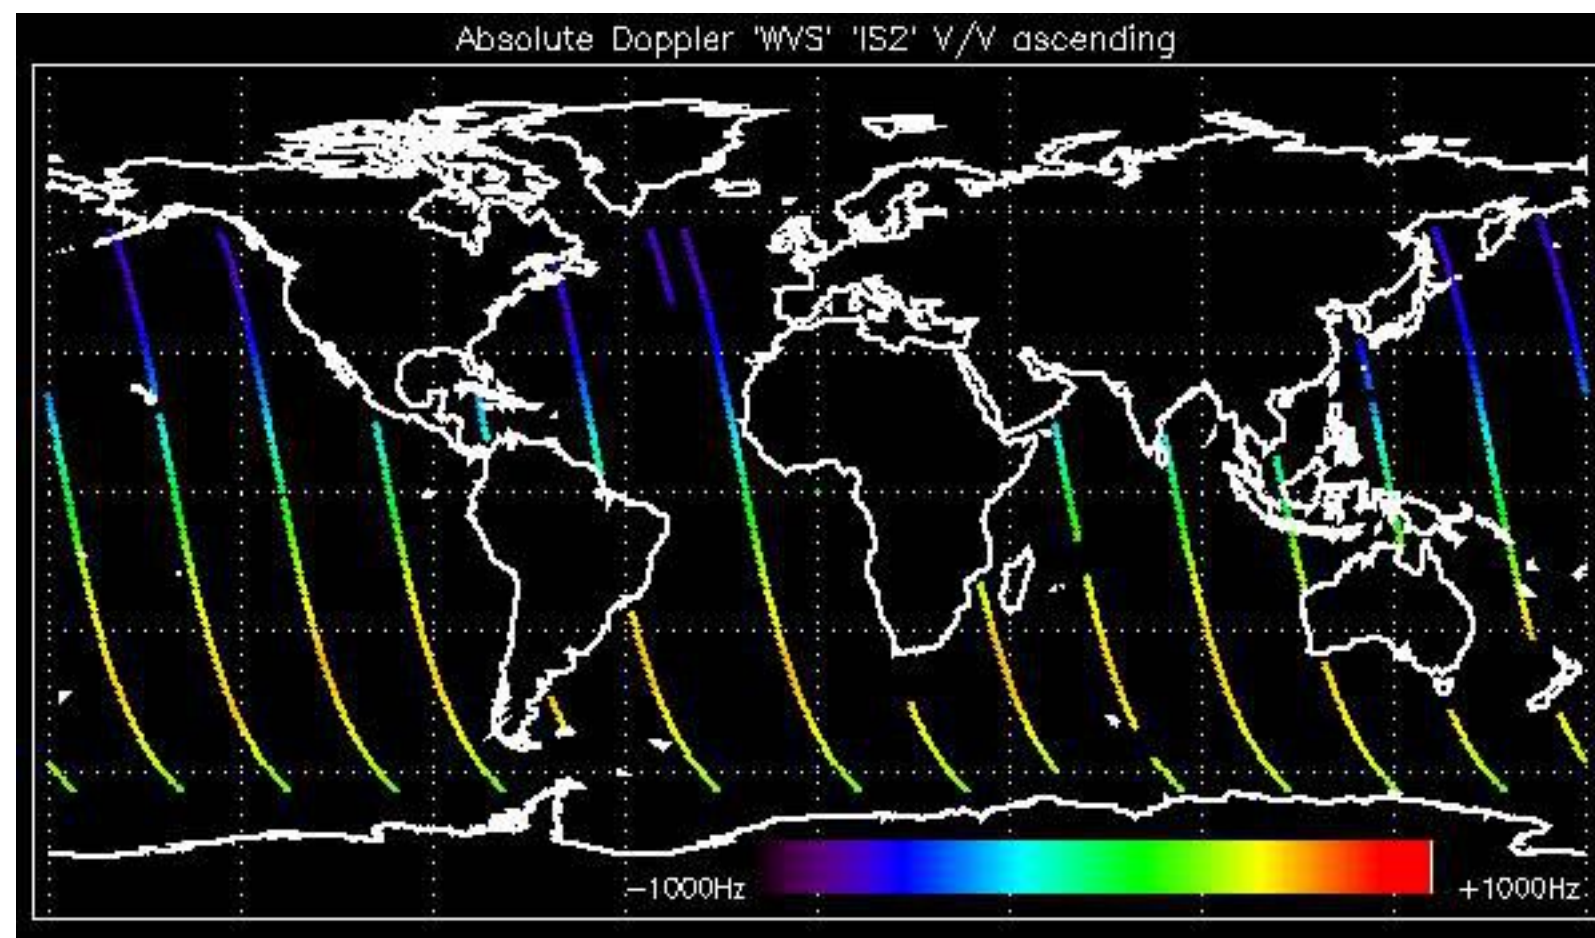 Absolute Doppler 'WVS' 'IS2' V/V ascending
−1000Hz
+1000Hz